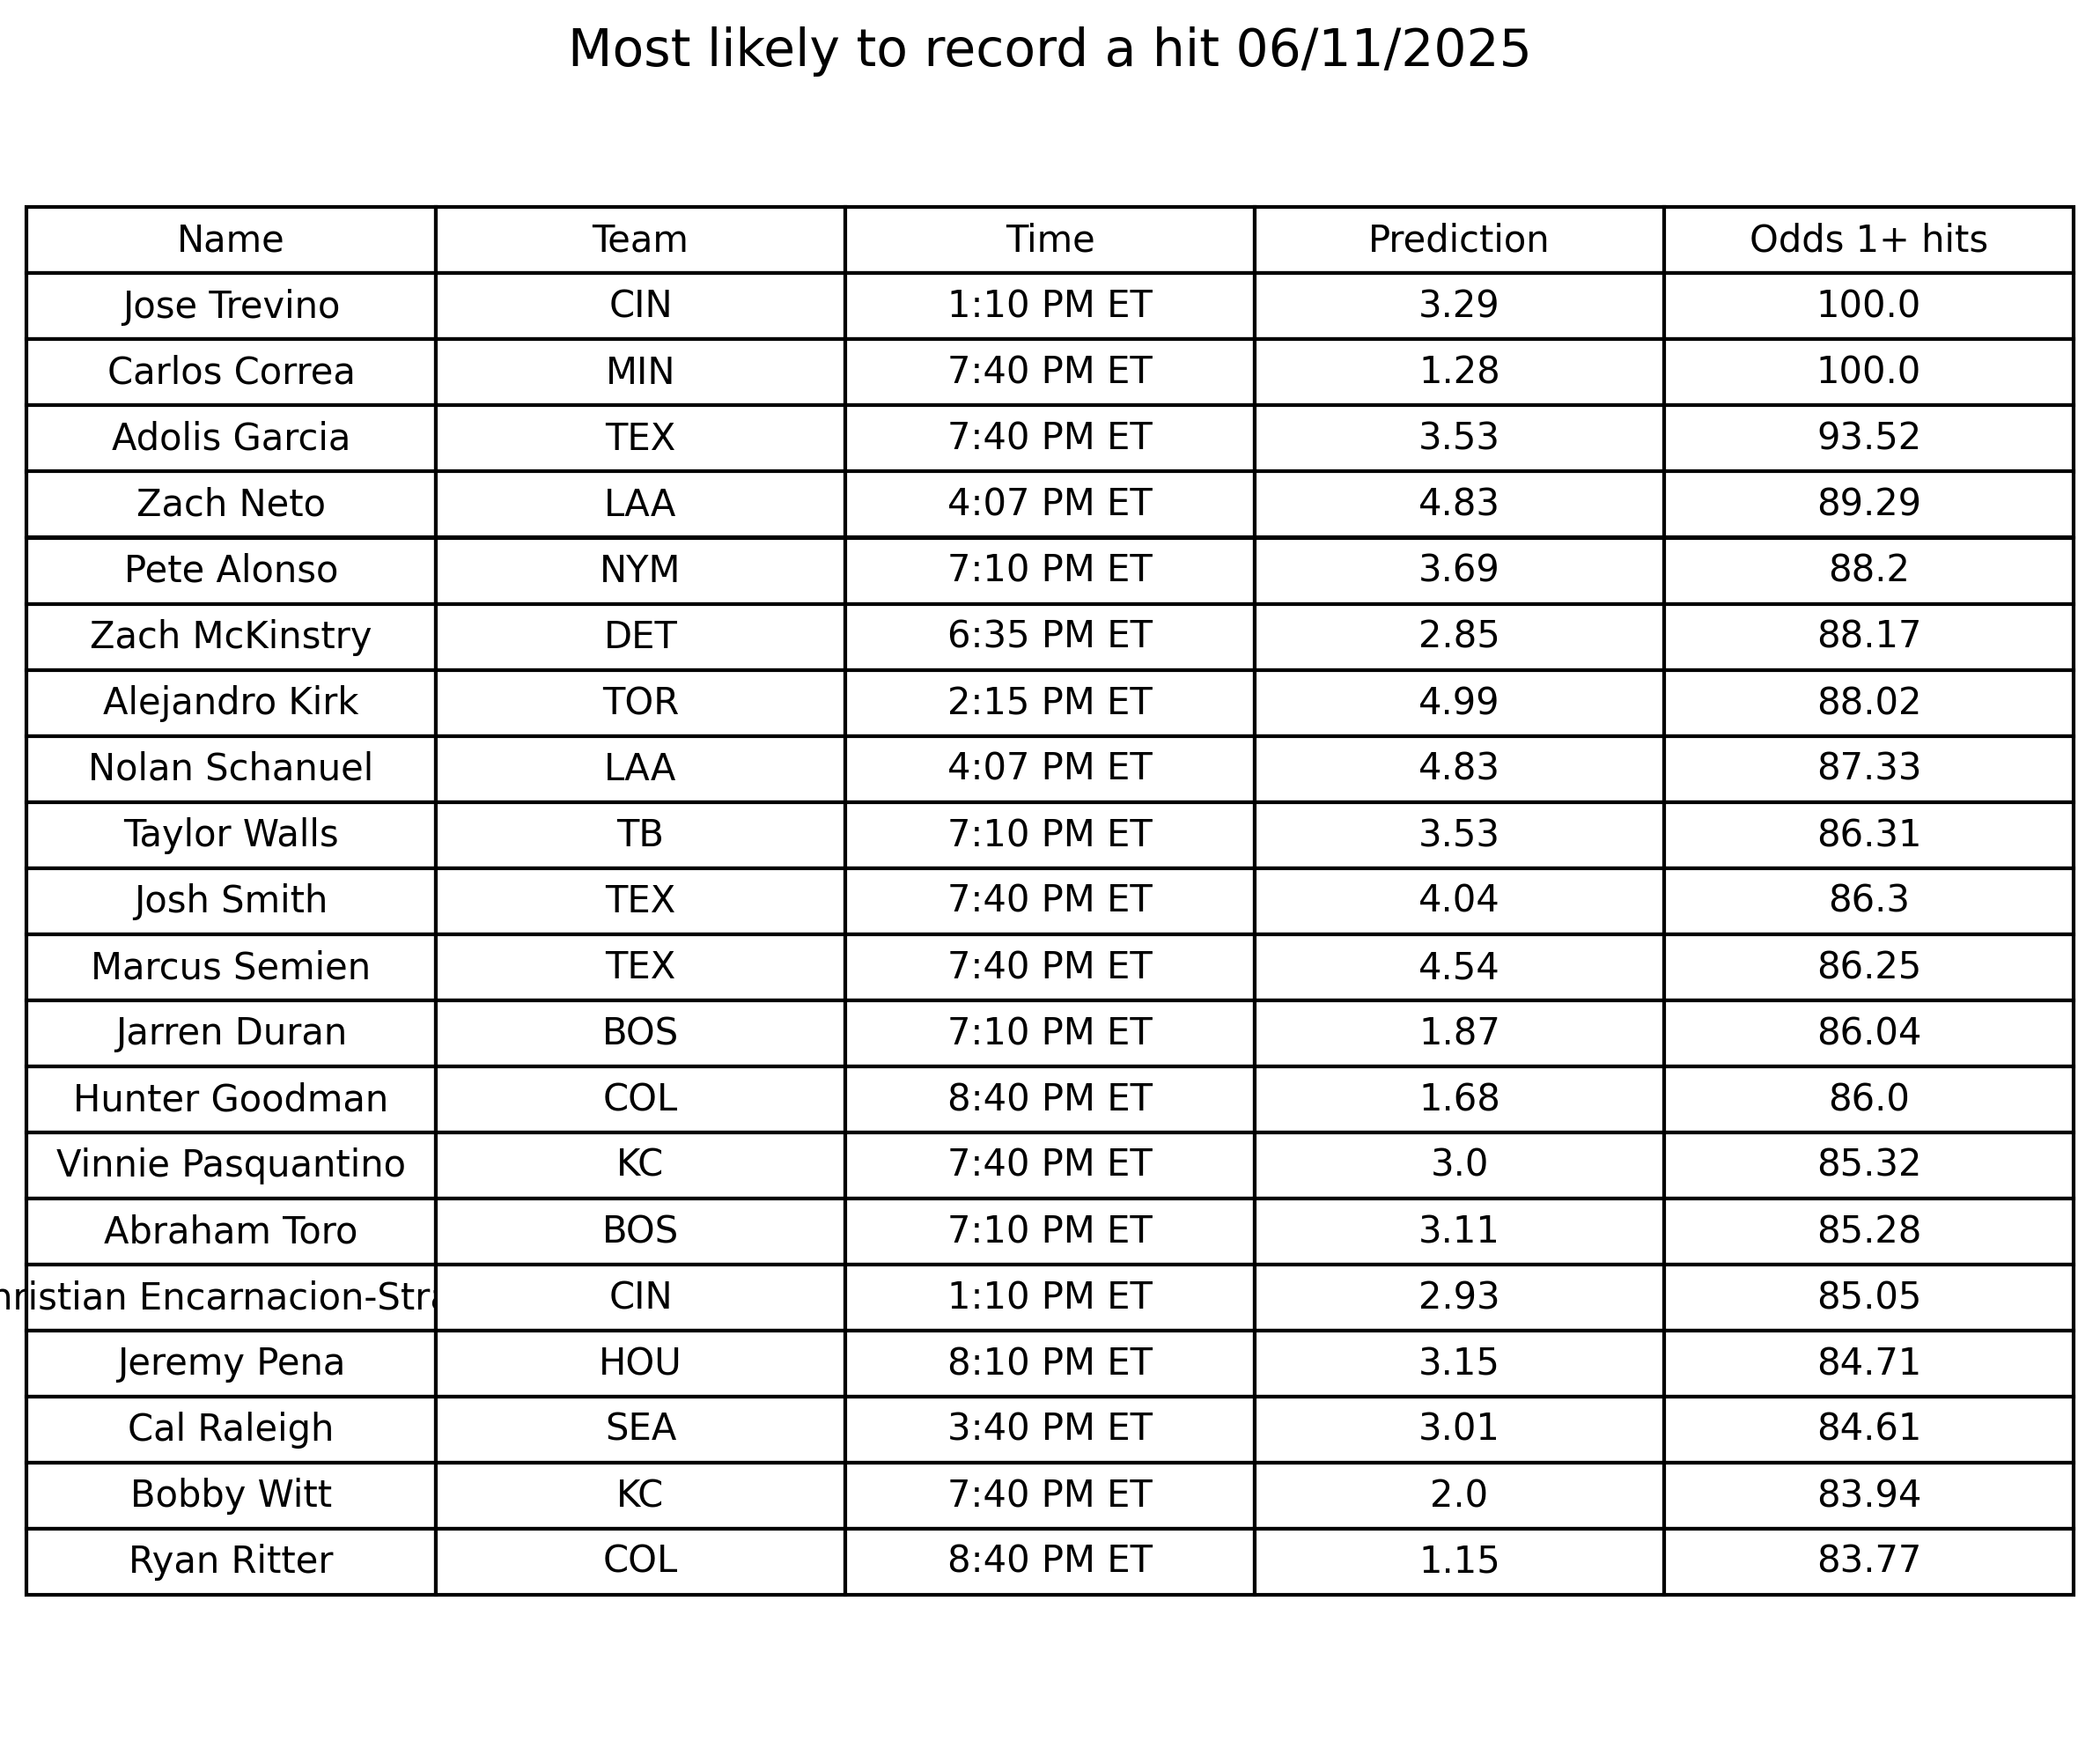 Most likely to record a hit 06/11/2025
Name Team Time Prediction Odds 1+ hits
Jose Trevino CIN 1:10 PM ET 3.29 100.0
Carlos Correa MIN 7:40 PM ET 1.28 100.0
Adolis Garcia TEX 7:40 PM ET 3.53 93.52
Zach Neto LAA 4:07 PM ET 4.83 89.29
Pete Alonso NYM 7:10 PM ET 3.69 88.2
Zach McKinstry DET 6:35 PM ET 2.85 88.17
Alejandro Kirk TOR 2:15 PM ET 4.99 88.02
Nolan Schanuel LAA 4:07 PM ET 4.83 87.33
Taylor Walls TB 7:10 PM ET 3.53 86.31
Josh Smith TEX 7:40 PM ET 4.04 86.3
Marcus Semien TEX 7:40 PM ET 4.54 86.25
Jarren Duran BOS 7:10 PM ET 1.87 86.04
Hunter Goodman COL 8:40 PM ET 1.68 86.0
Vinnie Pasquantino KC 7:40 PM ET 3.0 85.32
Abraham Toro BOS 7:10 PM ET 3.11 85.28
hristian Encarnacion-Stra CIN 1:10 PM ET 2.93 85.05
Jeremy Pena HOU 8:10 PM ET 3.15 84.71
Cal Raleigh SEA 3:40 PM ET 3.01 84.61
Bobby Witt KC 7:40 PM ET 2.0 83.94
Ryan Ritter COL 8:40 PM ET 1.15 83.77